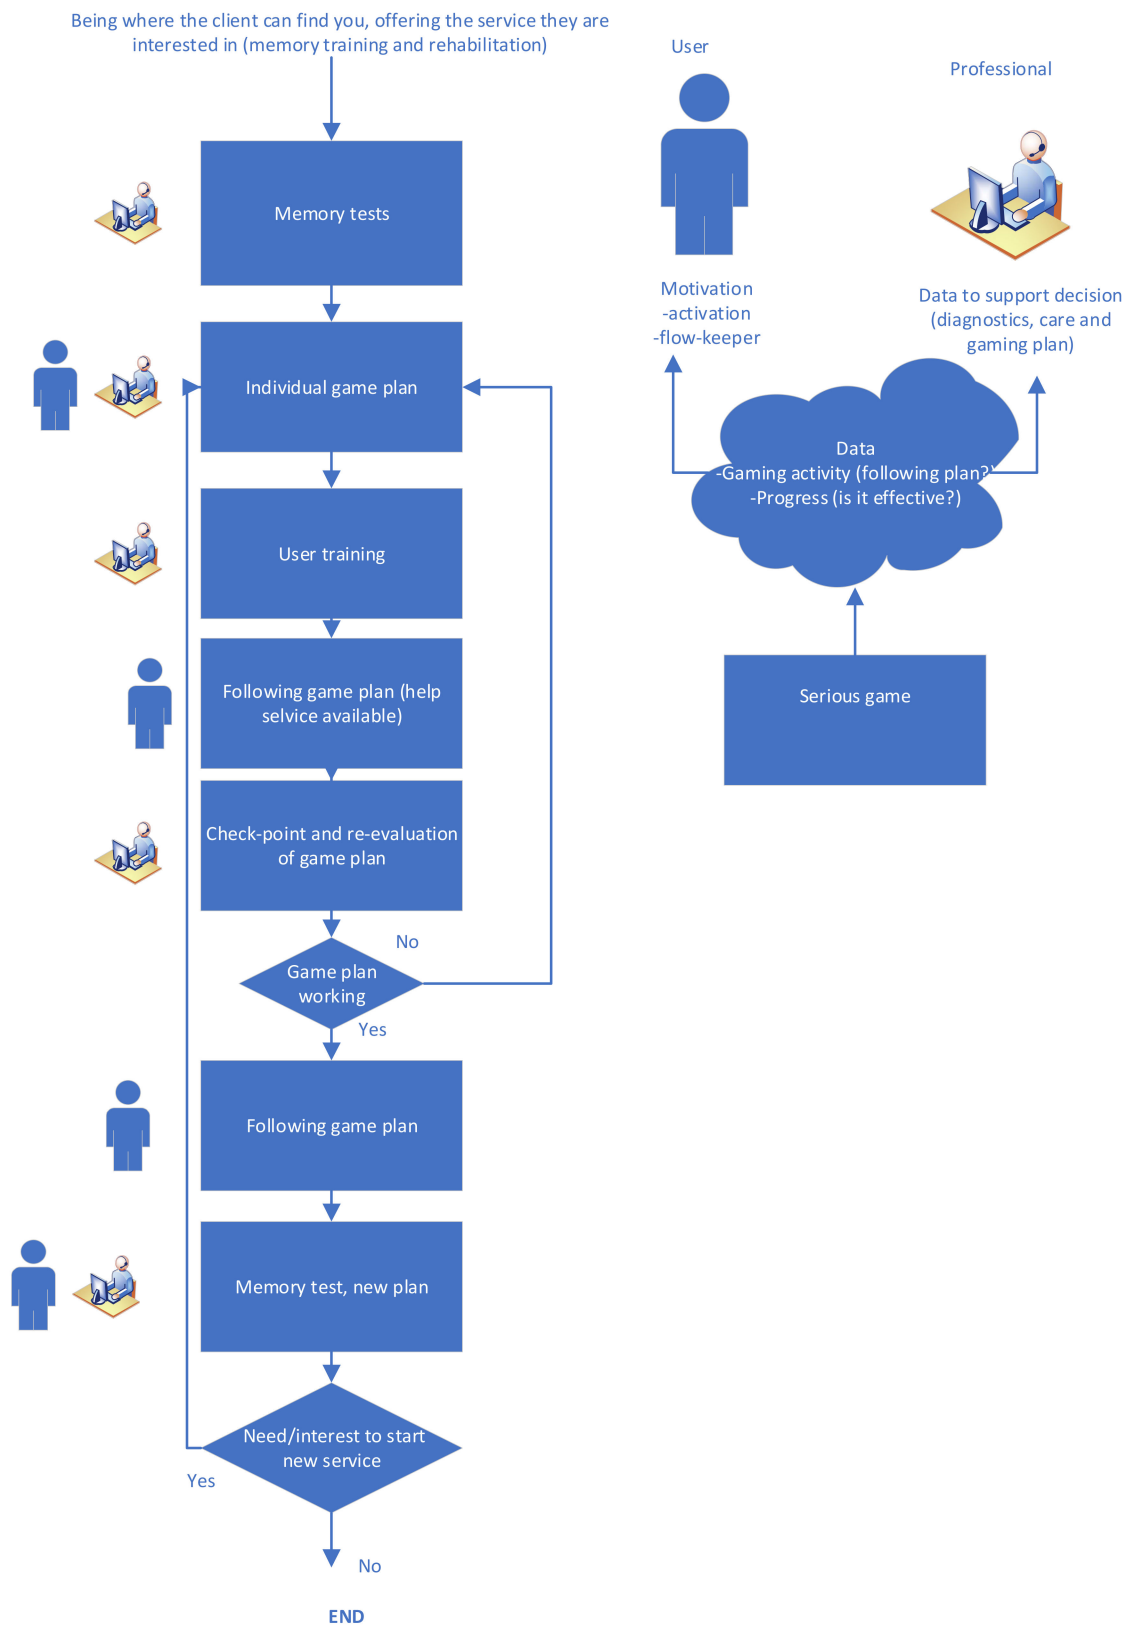 Being where the client can find you, offering the service they are
interested in (memory training and rehabilitation)
Memory tests
Individual game plan
User training
Following game plan (help
selvice available)
Check-point and re-evaluation
of game plan
No
Game plan
working
Yes
Following game plan
Memory test, new plan
Need/interest to start
new service
Yes
No
END
User
Professional
Motivation
-activation
-flow-keeper
Data to support decision
(diagnostics, care and
gaming plan)
Data
-Gaming activity (following plan?)
-Progress (is it effective?)
Serious game